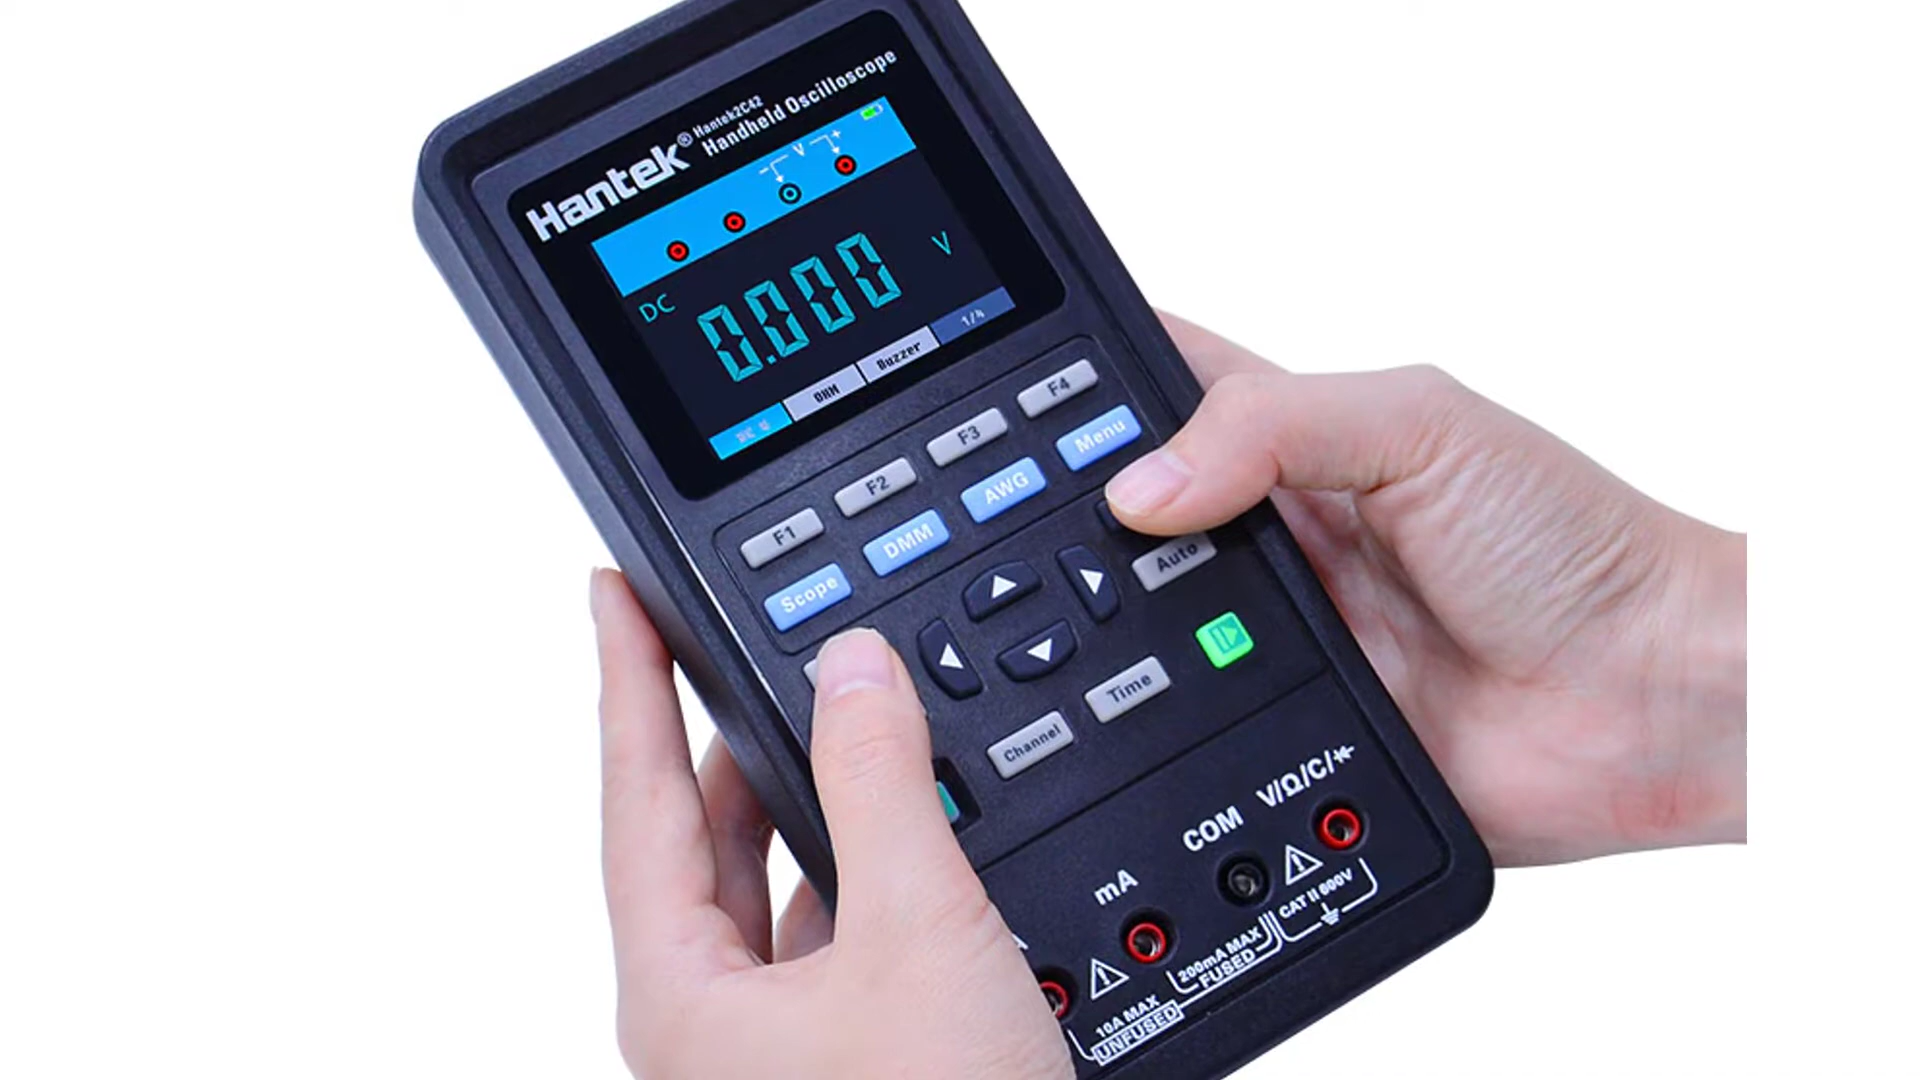 Hantek®
Hantek2C42
Handheld Oscilloscope
- V +
DC
0.000
V
DC V
OHM
Buzzer
1/4
F1
F2
F3
F4
Scope
DMM
AWG
Menu
Auto
Time
Channel
V/Ω/C/
COM
mA
CAT II 600V
200mA MAX
FUSED
10A MAX
UNFUSED